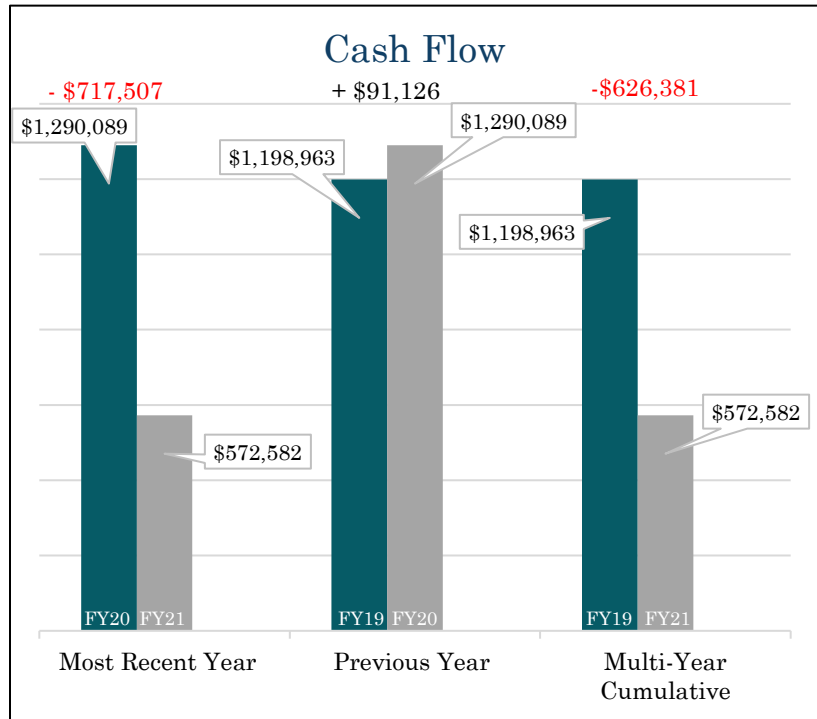 Cash Flow
- $717,507
+ $91,126
-$626,381
$1,290,089
$1,198,963
$1,290,089
$1,198,963
$572,582
$572,582
FY20
FY21
FY19
FY20
FY19
FY21
Most Recent Year
Previous Year
Multi-Year
Cumulative